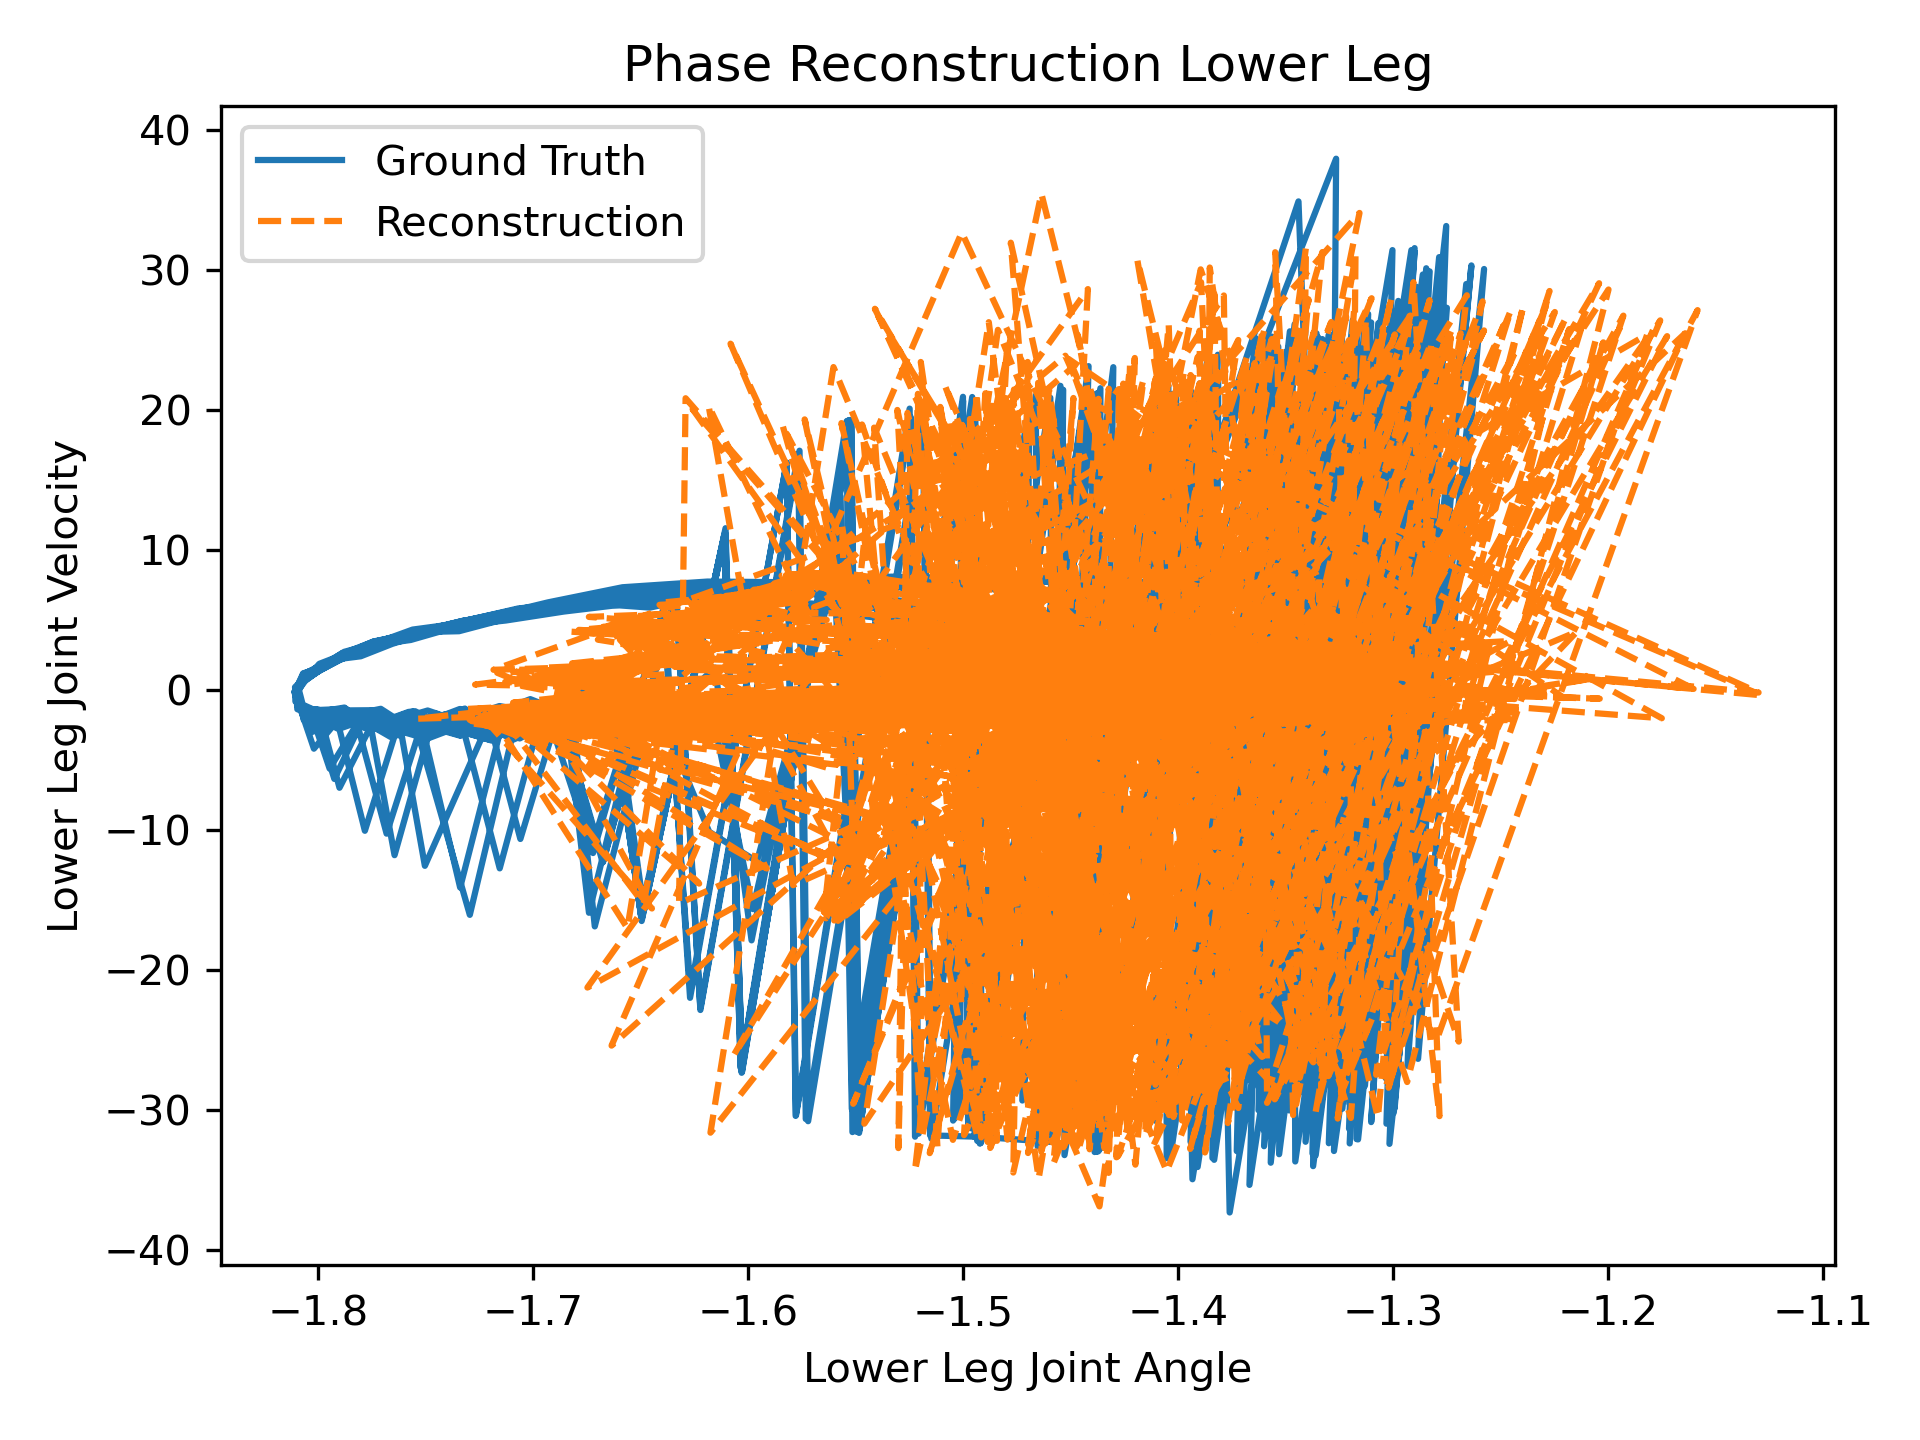 Phase Reconstruction Lower Leg
Ground Truth
Reconstruction
Lower Leg Joint Velocity
40
30
20
10
0
−10
−20
−30
−40
−1.8 −1.7 −1.6 −1.5 −1.4 −1.3 −1.2 −1.1
Lower Leg Joint Angle